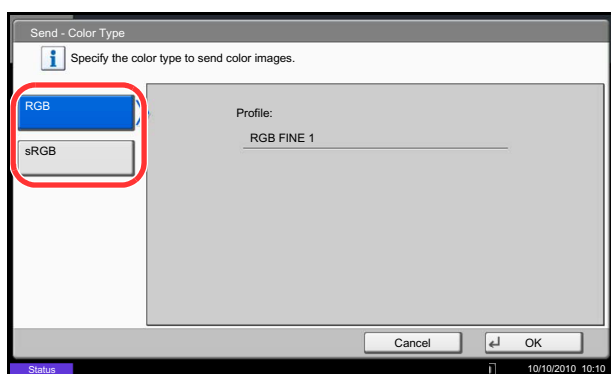 Send - Color Type
Specify the color type to send color images.
RGB
Profile:
RGB FINE 1
sRGB
Cancel
OK
Status
10/10/2010 10:10